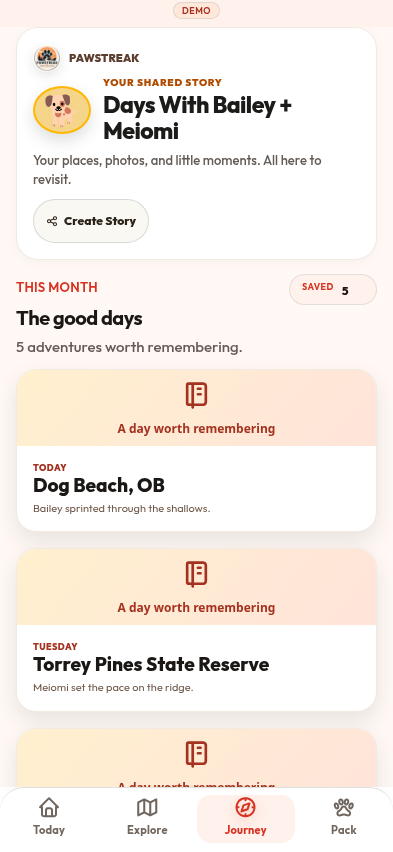 DEMO
PAWSTREAK
YOUR SHARED STORY
Days With Bailey +
Meiomi
Your places, photos, and little moments. All here to
revisit.
Create Story
THIS MONTH
SAVED 5
The good days
5 adventures worth remembering.
A day worth remembering
TODAY
Dog Beach, OB
Bailey sprinted through the shallows.
A day worth remembering
TUESDAY
Torrey Pines State Reserve
Meiomi set the pace on the ridge.
A day worth remembering
Today
Explore
Journey
Pack